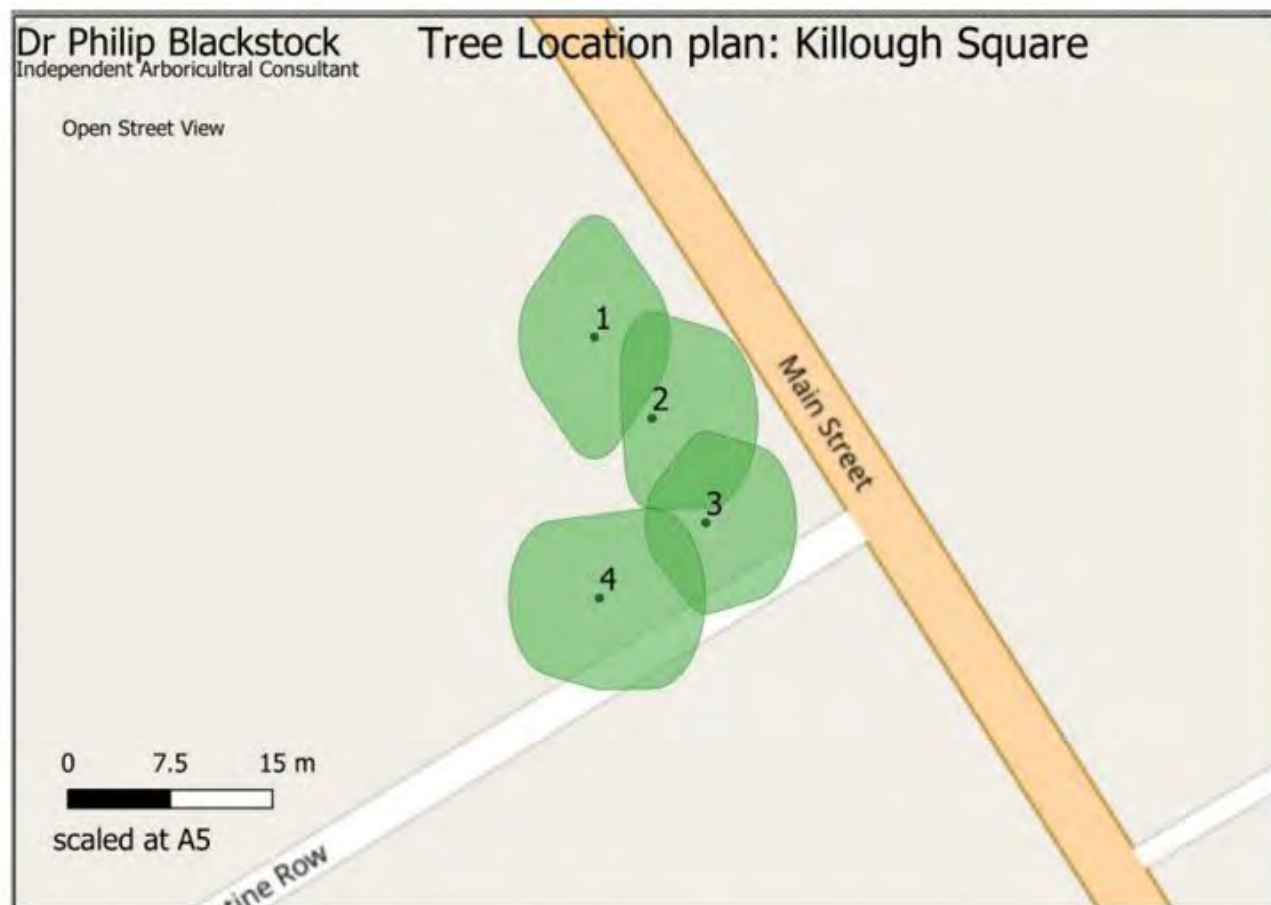 Dr Philip Blackstock
Independent Arboricultral Consultant
Tree Location plan: Killough Square
Open Street View
1
2
Main Street
3
4
0 7.5 15 m
scaled at A5
tine Row